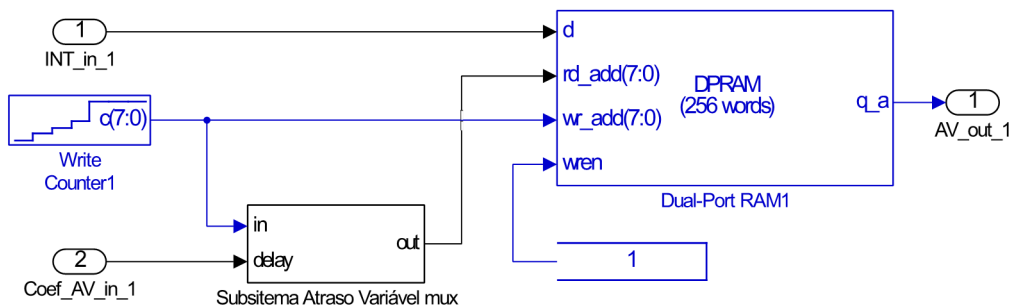 1
INT_in_1
c(7:0)
Write
Counter1
2
Coef_AV_in_1
in
delay
out
Subsitema Atraso Variável mux
d
rd_add(7:0)
wr_add(7:0)
wren
DPRAM
(256 words)
q_a
Dual-Port RAM1
1
1
AV_out_1